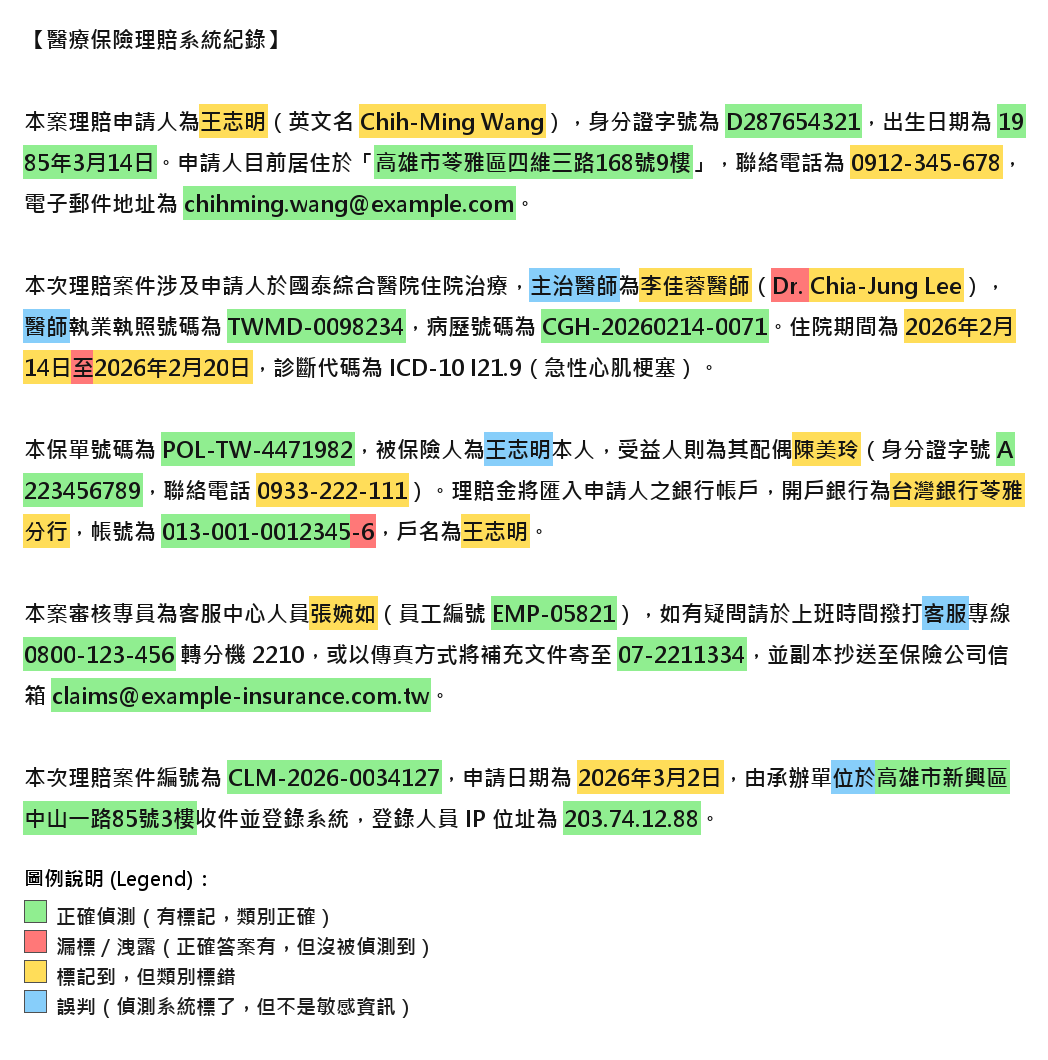 【醫療保險理賠系統紀錄】
本案理賠申請人為王志明（英文名 Chih-Ming Wang），身分證字號為 D287654321，出生日期為 19
85年3月14日。申請人目前居住於「高雄市苓雅區四維三路168號9樓」，聯絡電話為 0912-345-678，
電子郵件地址為 chihming.wang@example.com。
本次理賠案件涉及申請人於國泰綜合醫院住院治療，主治醫師為李佳蓉醫師（Dr. Chia-Jung Lee），
醫師執業執照號碼為 TWMD-0098234，病歷號碼為 CGH-20260214-0071。住院期間為 2026年2月
14日至2026年2月20日，診斷代碼為 ICD-10 I21.9（急性心肌梗塞）。
本保單號碼為 POL-TW-4471982，被保險人為王志明本人，受益人則為其配偶陳美玲（身分證字號 A
223456789，聯絡電話 0933-222-111）。理賠金將匯入申請人之銀行帳戶，開戶銀行為台灣銀行苓雅
分行，帳號為 013-001-0012345-6，戶名為王志明。
本案審核專員為客服中心人員張婉如（員工編號 EMP-05821），如有疑問請於上班時間撥打客服專線
0800-123-456 轉分機 2210，或以傳真方式將補充文件寄至 07-2211334，並副本抄送至保險公司信
箱 claims@example-insurance.com.tw。
本次理賠案件編號為 CLM-2026-0034127，申請日期為 2026年3月2日，由承辦單位於高雄市新興區
中山一路85號3樓收件並登錄系統，登錄人員 IP 位址為 203.74.12.88。
圖例說明 (Legend)：
正確偵測（有標記，類別正確）
漏標 / 洩露（正確答案有，但沒被偵測到）
標記到，但類別標錯
誤判（偵測系統標了，但不是敏感資訊）